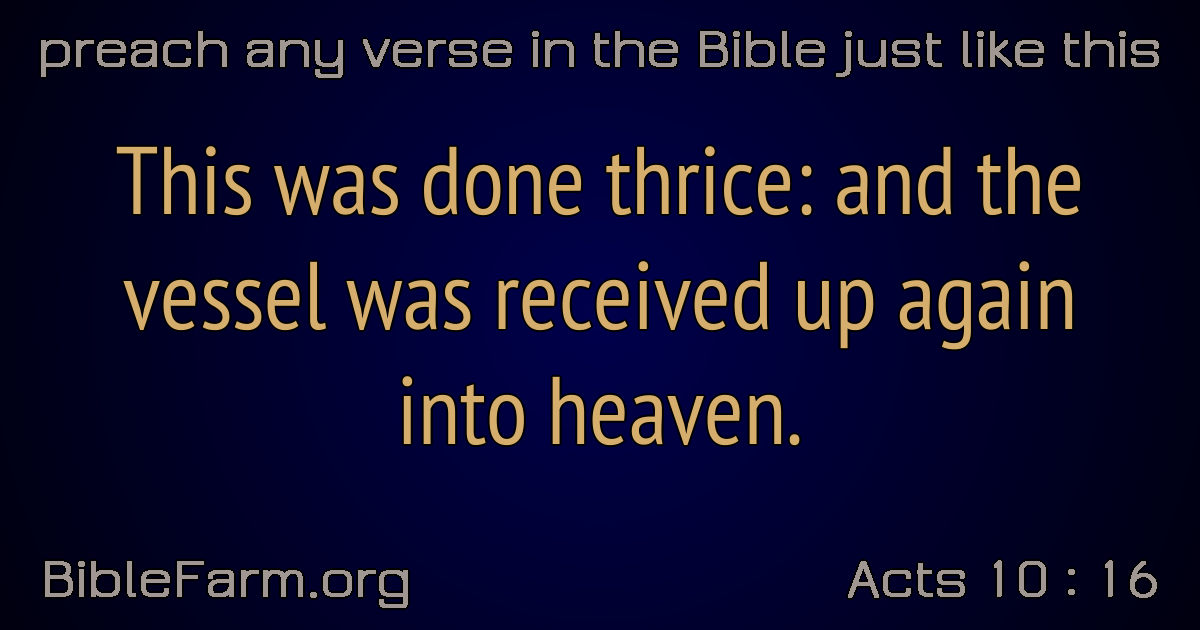 preach any verse in the Bible just like this
This was done thrice: and the
vessel was received up again
into heaven.
BibleFarm.org
Acts 10 : 16